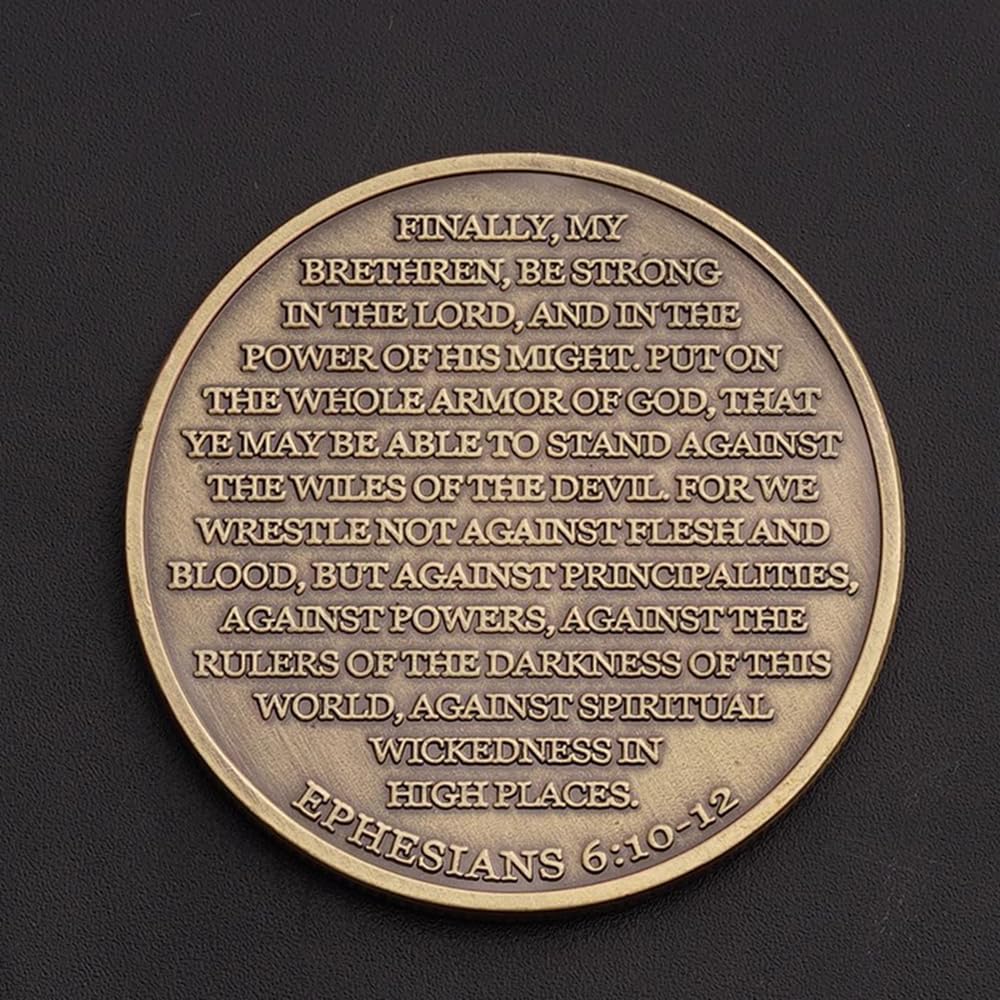 FINALLY, MY
BRETHREN, BE STRONG
IN THE LORD, AND IN THE
POWER OF HIS MIGHT. PUT ON
THE WHOLE ARMOR OF GOD, THAT
YE MAY BE ABLE TO STAND AGAINST
THE WILES OF THE DEVIL. FOR WE
WRESTLE NOT AGAINST FLESH AND
BLOOD, BUT AGAINST PRINCIPALITIES,
AGAINST POWERS, AGAINST THE
RULERS OF THE DARKNESS OF THIS
WORLD, AGAINST SPIRITUAL
WICKEDNESS IN
HIGH PLACES.
EPHESIANS 6:10-12